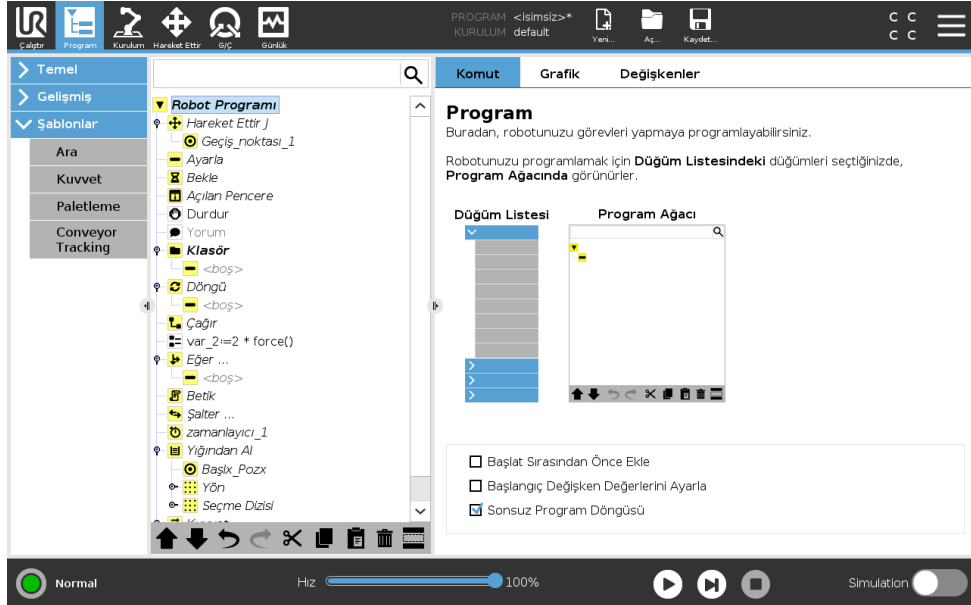 Çalıştır
Program
Kurulum
Hareket Ettir
G/Ç
Günlük
PROGRAM <isimsiz>*
KURULUM default
Yeni...
Aç...
Kaydet...
C C
C C
Temel
Gelişmiş
Şablonlar
Ara
Kuvvet
Paletleme
Conveyor
Tracking
Robot Programı
Hareket Ettir J
Geçiş_noktası_1
Ayarla
Bekle
Açılan Pencere
Durdur
Yorum
Klasör
<boş>
Döngü
<boş>
Çağır
var_2:=2 * force()
Eğer ...
<boş>
Betik
Şalter ...
zamanlayıcı_1
Yığından Al
Başlx_Pozx
Yön
Seçme Dizisi
Kuvvet
Komut
Grafik
Değişkenler
Program
Buradan, robotunuzu görevleri yapmaya programlayabilirsiniz.
Robotunuzu programlamak için Düğüm Listesindeki düğümleri seçtiğinizde,
Program Ağacında görünürler.
Düğüm Listesi
Program Ağacı
Başlat Sırasından Önce Ekle
Başlangıç Değişken Değerlerini Ayarla
Sonsuz Program Döngüsü
Normal
Hız
100%
Simulation